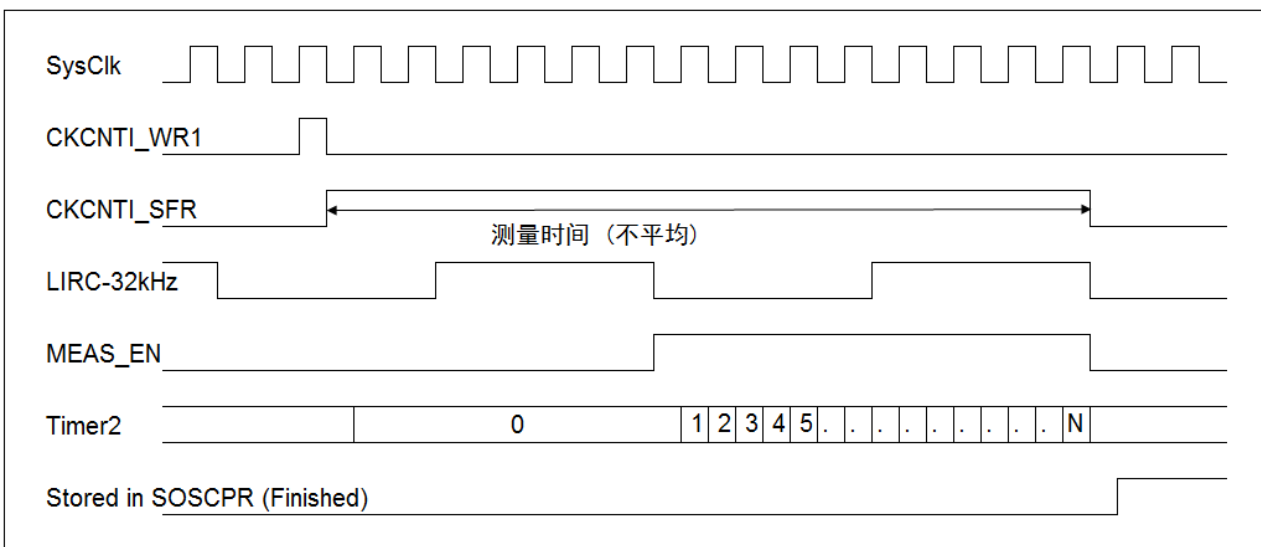 SysClk
CKCNTI_WR1
CKCNTI_SFR
测量时间 (不平均)
LIRC-32kHz
MEAS_EN
Timer2 0 1 2 3 4 5 . . . . . . . . . N
Stored in SOSCPR (Finished)